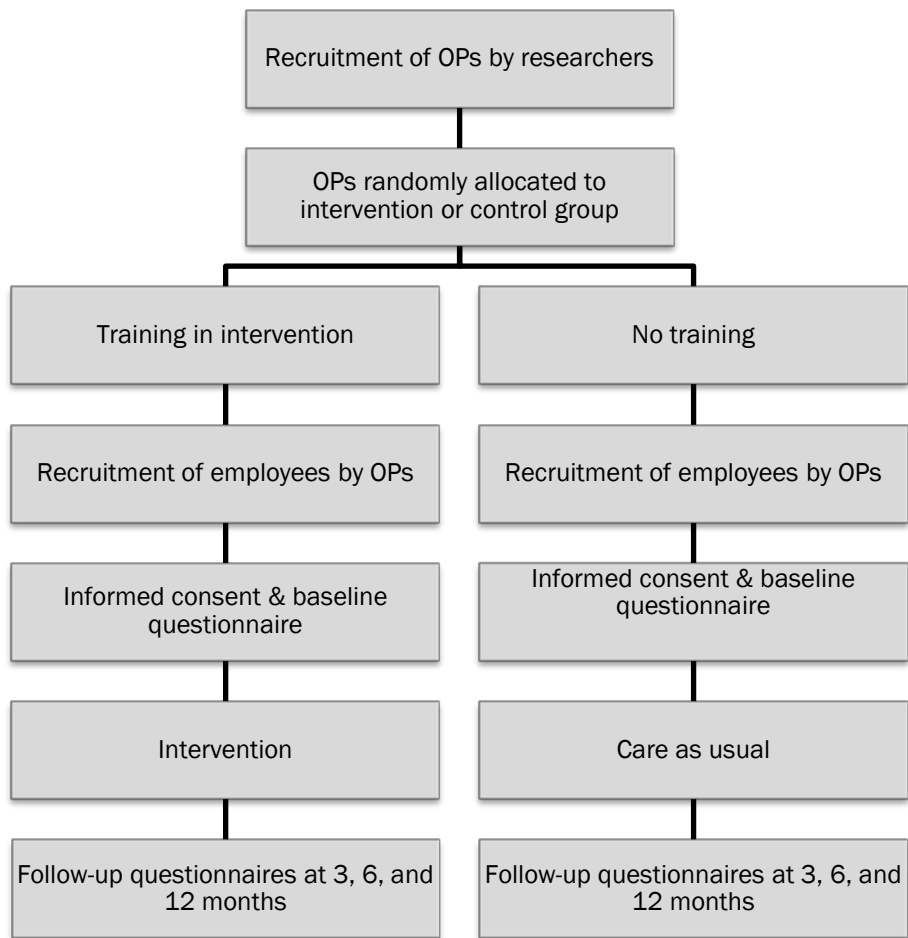 Recruitment of OPs by researchers
OPs randomly allocated to
intervention or control group
Training in intervention
No training
Recruitment of employees by OPs
Recruitment of employees by OPs
Informed consent & baseline
questionnaire
Informed consent & baseline
questionnaire
Intervention
Care as usual
Follow-up questionnaires at 3, 6, and
12 months
Follow-up questionnaires at 3, 6, and
12 months